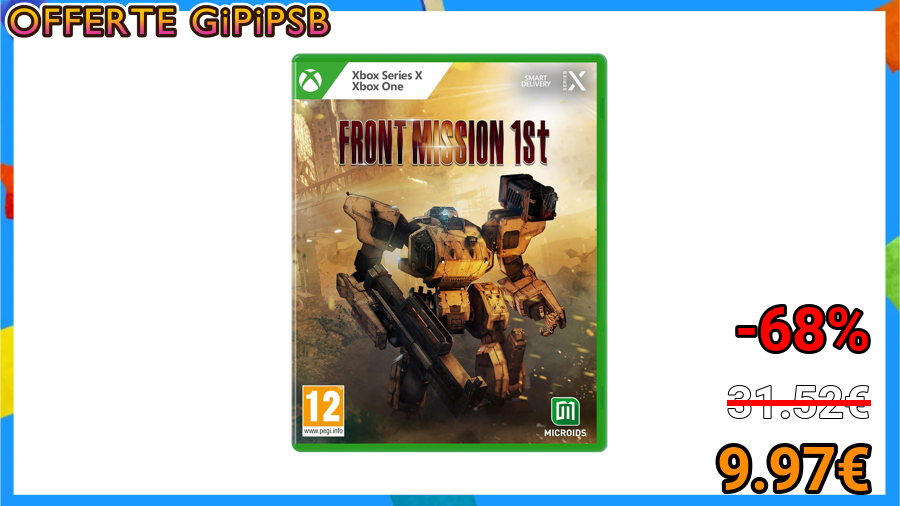 OFFERTE GiPiPSB
Xbox Series X
Xbox One
SMART
DELIVERY
SERIES X
FRONT MISSION 1St
12
www.pegi.info
MICROIDS
-68%
31.52€
9.97€